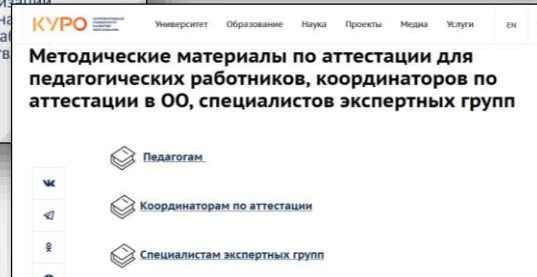 КУРО
Университет Образование Наука Проекты Медиа Услуги EN
Методические материалы по аттестации для
педагогических работников, координаторов по
аттестации в ОО, специалистов экспертных групп
Педагогам
Координаторам по аттестации
Специалистам экспертных групп